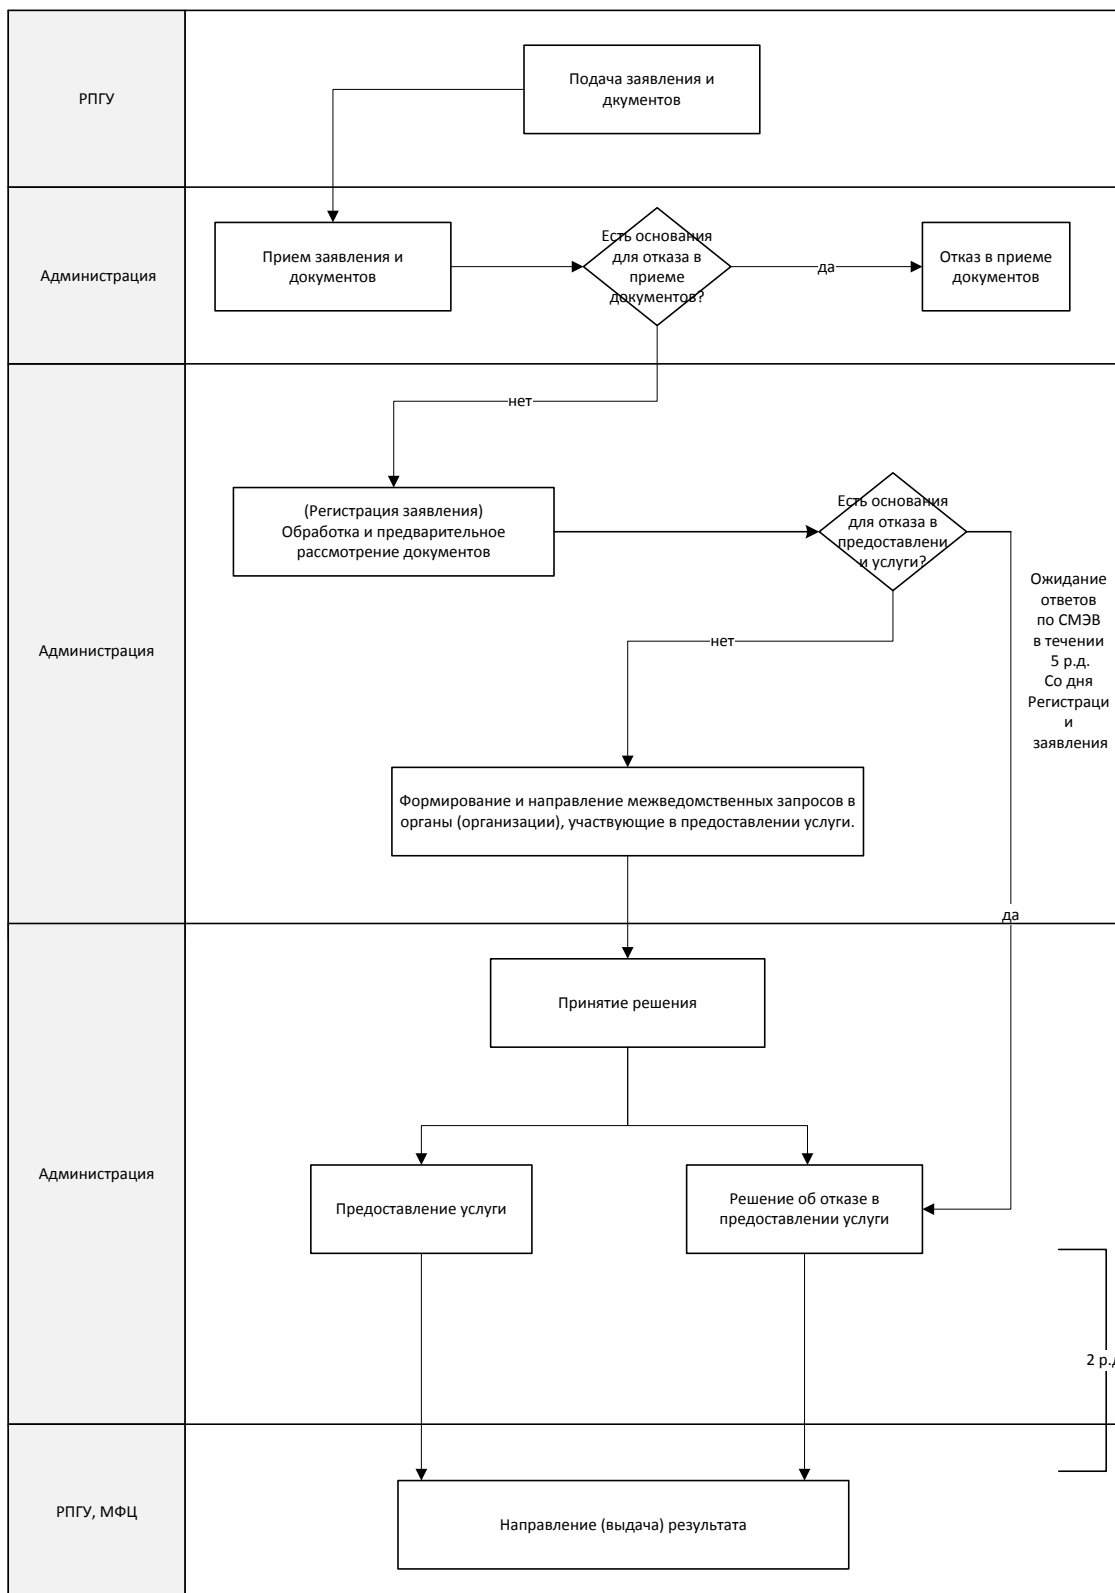 РПГУ
Подача заявления и
дкументов
Администрация
Прием заявления и
документов
Есть основания
для отказа в
приеме
документов?
да
Отказ в приеме
документов
нет
Администрация
(Регистрация заявления)
Обработка и предварительное
рассмотрение документов
Есть основания
для отказа в
предоставлени
и услуги?
Ожидание
ответов
по СМЭВ
в течении
5 р.д.
Со дня
Регистраци
и
заявления
нет
Формирование и направление межведомственных запросов в
органы (организации), участвующие в предоставлении услуги.
да
Администрация
Принятие решения
Предоставление услуги
Решение об отказе в
предоставлении услуги
2 р.д
РПГУ, МФЦ
Направление (выдача) результата